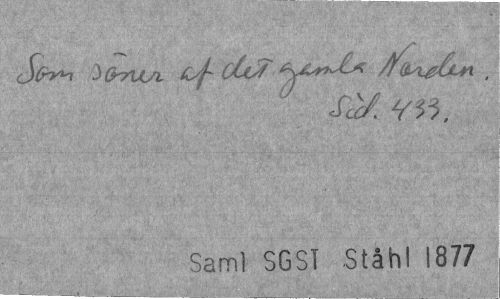 Som söner af det gamla Norden.
Sid. 433.
Saml SGST Ståhl 1877